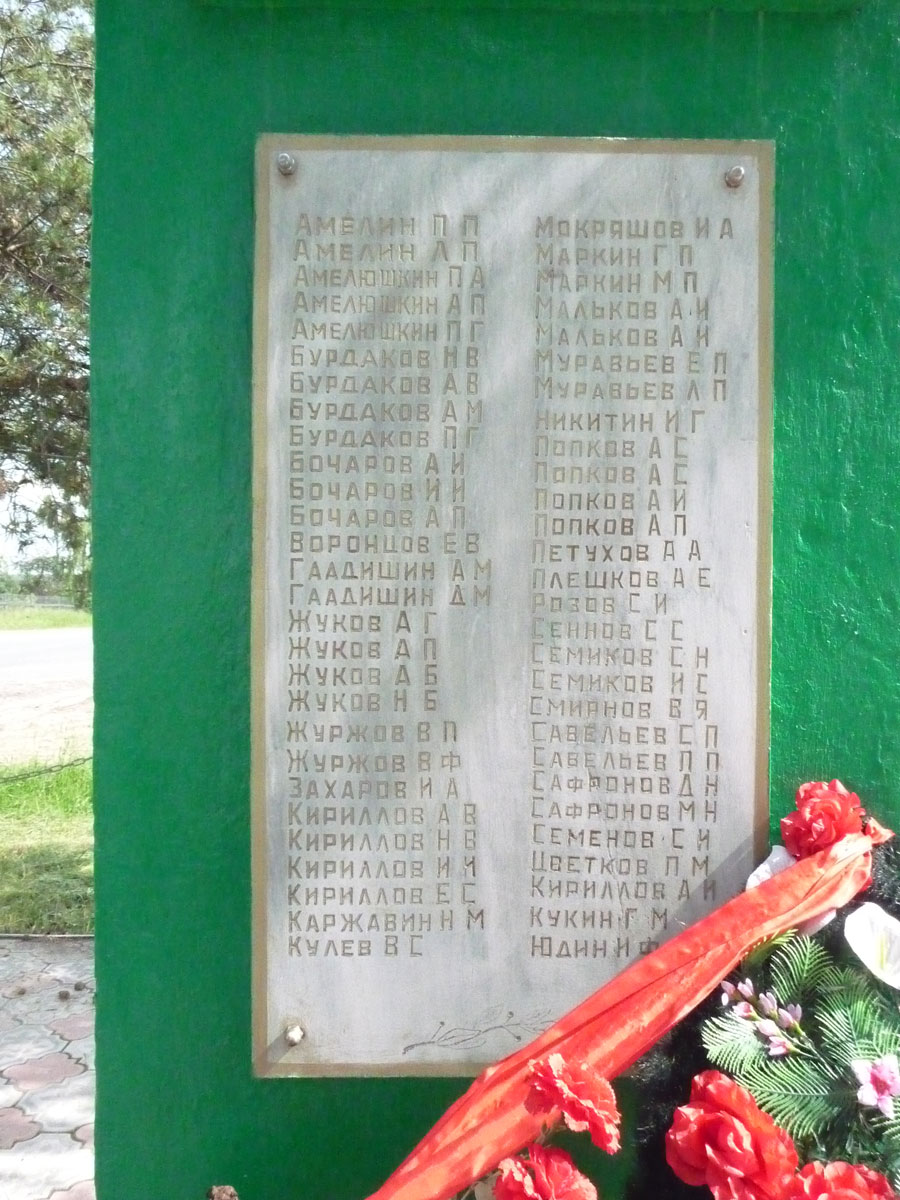 Амелин П П
Амелин А П
Амелюшкин П А
Амелюшкин А П
Амелюшкин П Г
Бурдаков И В
Бурдаков А В
Бурдаков А М
Бурдаков П Г
Бочаров А И
Бочаров И И
Бочаров А П
Воронцов Е В
Гаадишин А М
Гаадишин Д М
Жуков А Г
Жуков А П
Жуков А Б
Жуков Н Б
Журжов В П
Журжов В Ф
Захаров И А
Кириллов А В
Кириллов Н В
Кириллов И И
Кириллов Е С
Каржавин Н М
Кулев В С
Мокряшов И А
Маркин Г П
Маркин М П
Мальков А И
Мальков А И
Муравьев Е П
Муравьев А П
Никитин И Г
Попков А С
Попков А С
Попков А И
Попков А П
Петухов А А
Плешков А Е
Розов С И
Сеннов С С
Семиков С Н
Семиков И С
Смирнов В Я
Савельев С П
Савельев П П
Сафронов Д Н
Сафронов М Н
Семенов С И
Цветков П М
Кириллов А И
Кукин Г М
Юдин И Ф